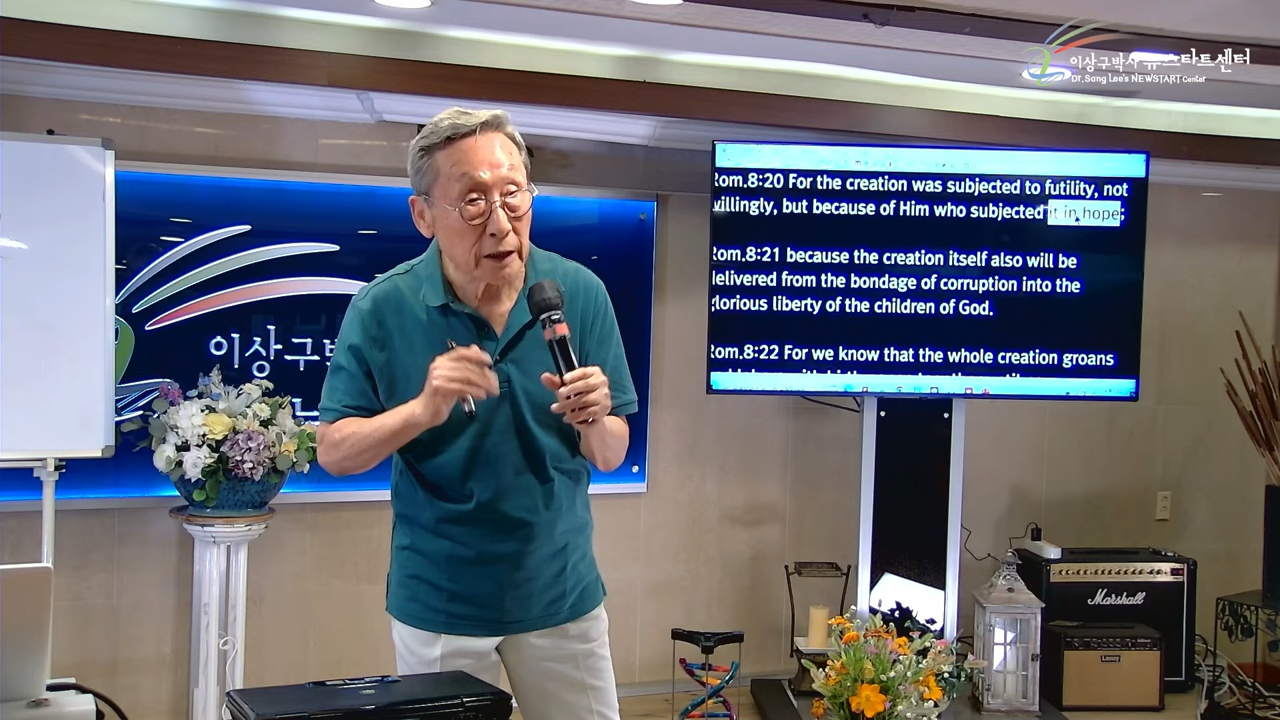 이상구박사 뉴스타트센터
Dr. Sang Lee's NEWSTART Center
Rom.8:20 For the creation was subjected to futility, not
willingly, but because of Him who subjected it in hope;
Rom.8:21 because the creation itself also will be
delivered from the bondage of corruption into the
glorious liberty of the children of God.
Rom.8:22 For we know that the whole creation groans
이상구
Marshall
Laney